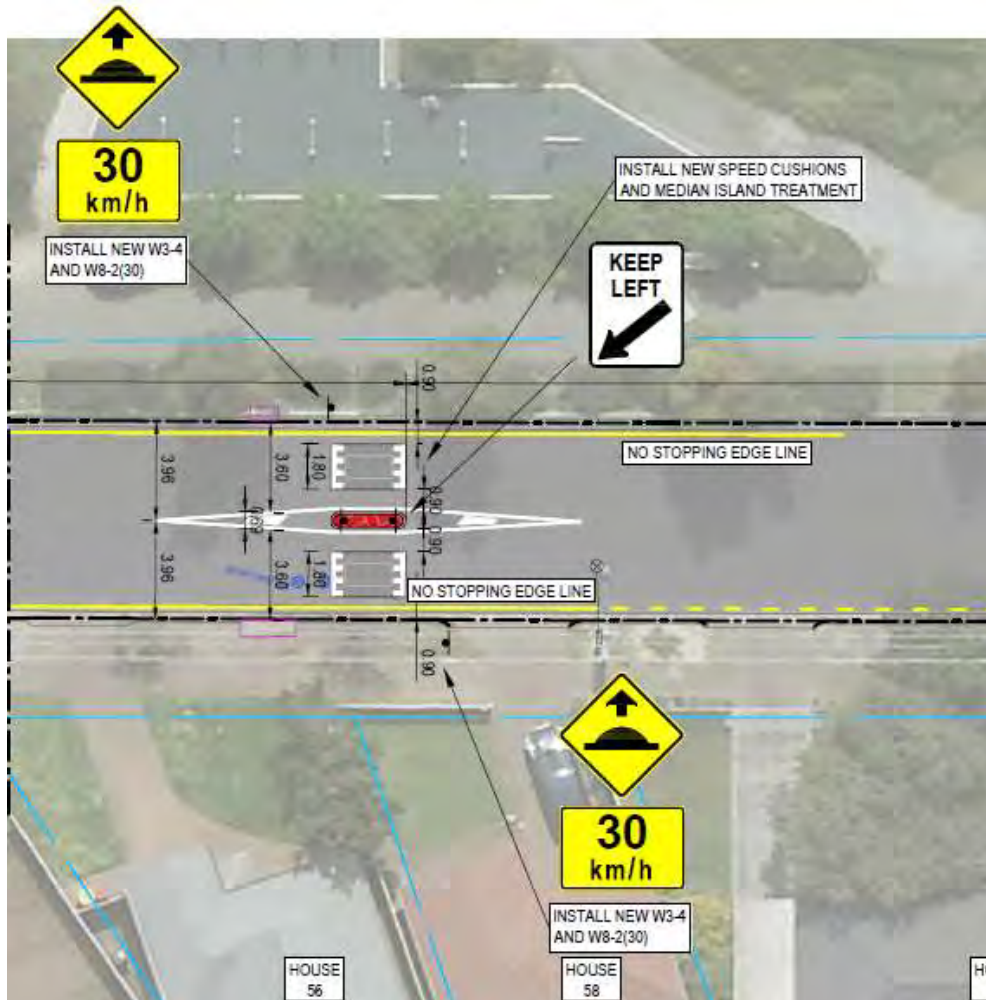 30
km/h
INSTALL NEW W3-4
AND W8-2(30)
INSTALL NEW SPEED CUSHIONS
AND MEDIAN ISLAND TREATMENT
KEEP
LEFT
0.90
NO STOPPING EDGE LINE
3.96
3.60
1.80
0.90
0.90
3.96
3.60
1.80
NO STOPPING EDGE LINE
0.90
30
km/h
INSTALL NEW W3-4
AND W8-2(30)
HOUSE
56
HOUSE
58